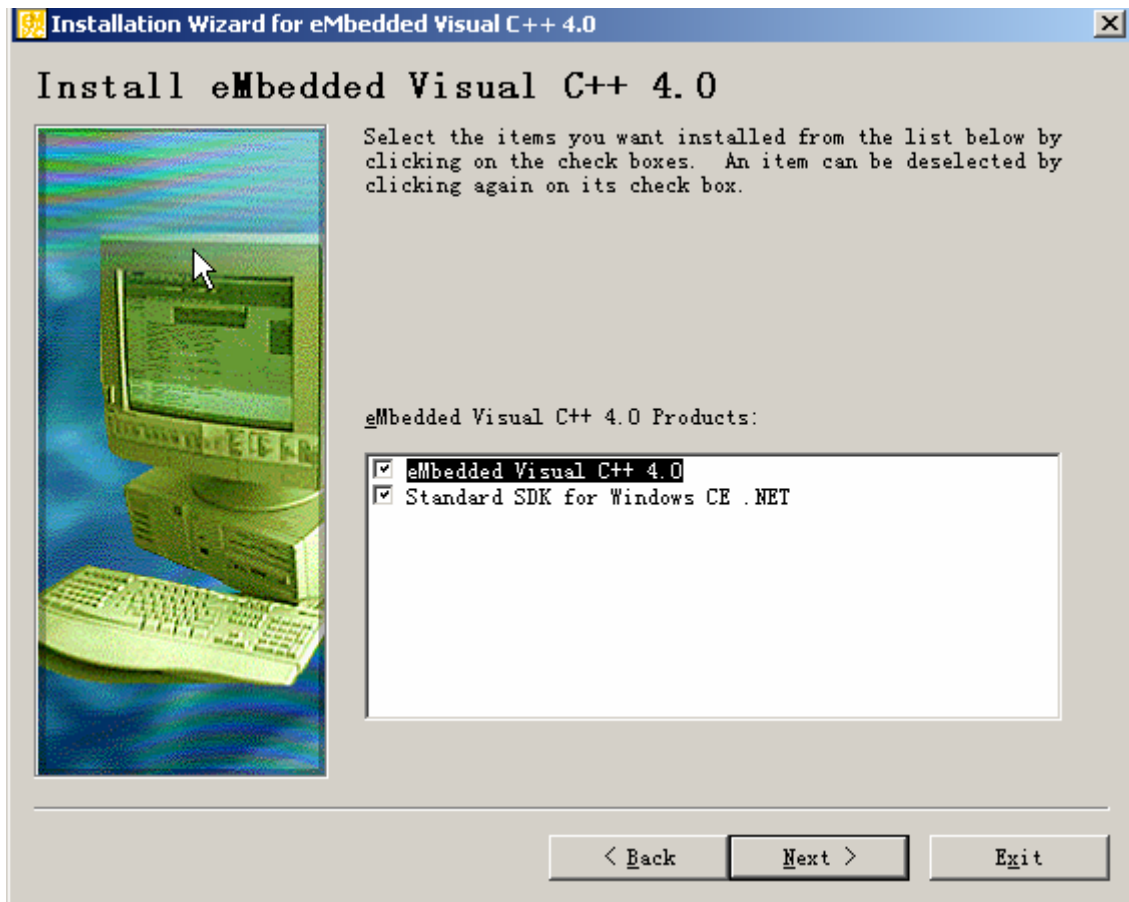 Installation Wizard for eMbedded Visual C++ 4.0
Install eMbedded Visual C++ 4.0
Select the items you want installed from the list below by
clicking on the check boxes.  An item can be deselected by
clicking again on its check box.
eMbedded Visual C++ 4.0 Products:
eMbedded Visual C++ 4.0
Standard SDK for Windows CE .NET
< Back
Next >
Exit